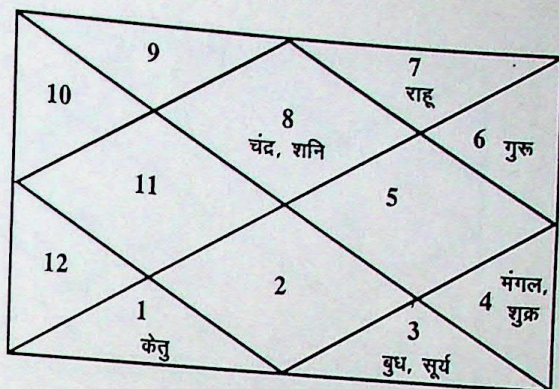 9
7
राहू
10
8
चंद्र, शनि
6 गुरू
11
5
12
2
मंगल,
4 शुक्र
1
केतु
3
बुध, सूर्य